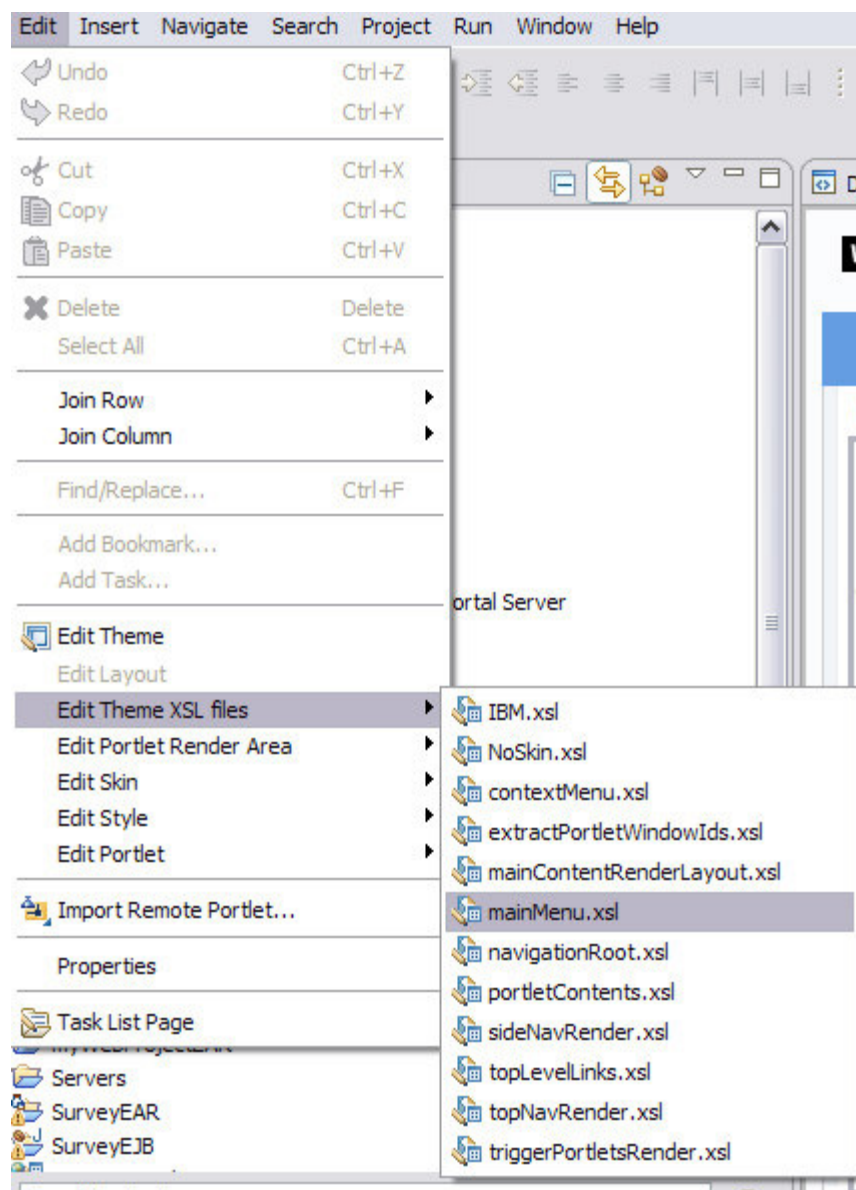 Edit Insert Navigate Search Project Run Window Help
Undo Ctrl+Z
Redo Ctrl+Y
Cut Ctrl+X
Copy Ctrl+C
Paste Ctrl+V
Delete Delete
Select All Ctrl+A
Join Row
Join Column
Find/Replace... Ctrl+F
Add Bookmark...
Add Task...
ortal Server
Edit Theme
Edit Layout
Edit Theme XSL files
Edit Portlet Render Area
Edit Skin
Edit Style
Edit Portlet
Import Remote Portlet...
Properties
Task List Page
IBM.xsl
NoSkin.xsl
contextMenu.xsl
extractPortletWindowIds.xsl
mainContentRenderLayout.xsl
mainMenu.xsl
navigationRoot.xsl
portletContents.xsl
sideNavRender.xsl
topLevelLinks.xsl
topNavRender.xsl
triggerPortletsRender.xsl
Servers
SurveyEAR
SurveyEJB